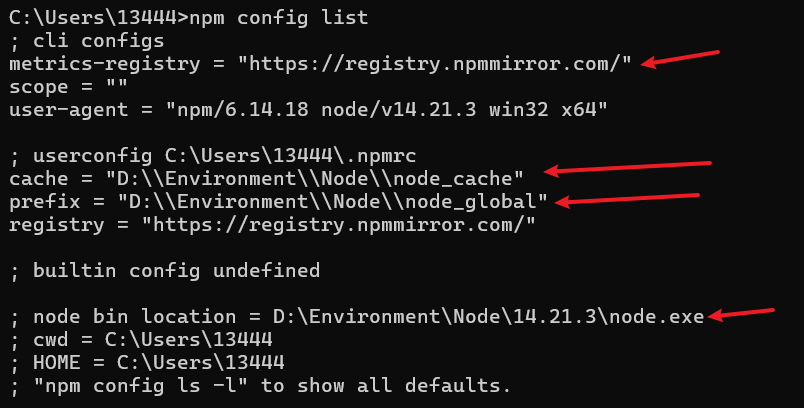 C:\Users\13444>npm config list
; cli configs
metrics-registry = "https://registry.npmmirror.com/"
scope = ""
user-agent = "npm/6.14.18 node/v14.21.3 win32 x64"
; userconfig C:\Users\13444\.npmrc
cache = "D:\\Environment\\Node\\node_cache"
prefix = "D:\\Environment\\Node\\node_global"
registry = "https://registry.npmmirror.com/"
; builtin config undefined
; node bin location = D:\Environment\Node\14.21.3\node.exe
; cwd = C:\Users\13444
; HOME = C:\Users\13444
; "npm config ls -l" to show all defaults.